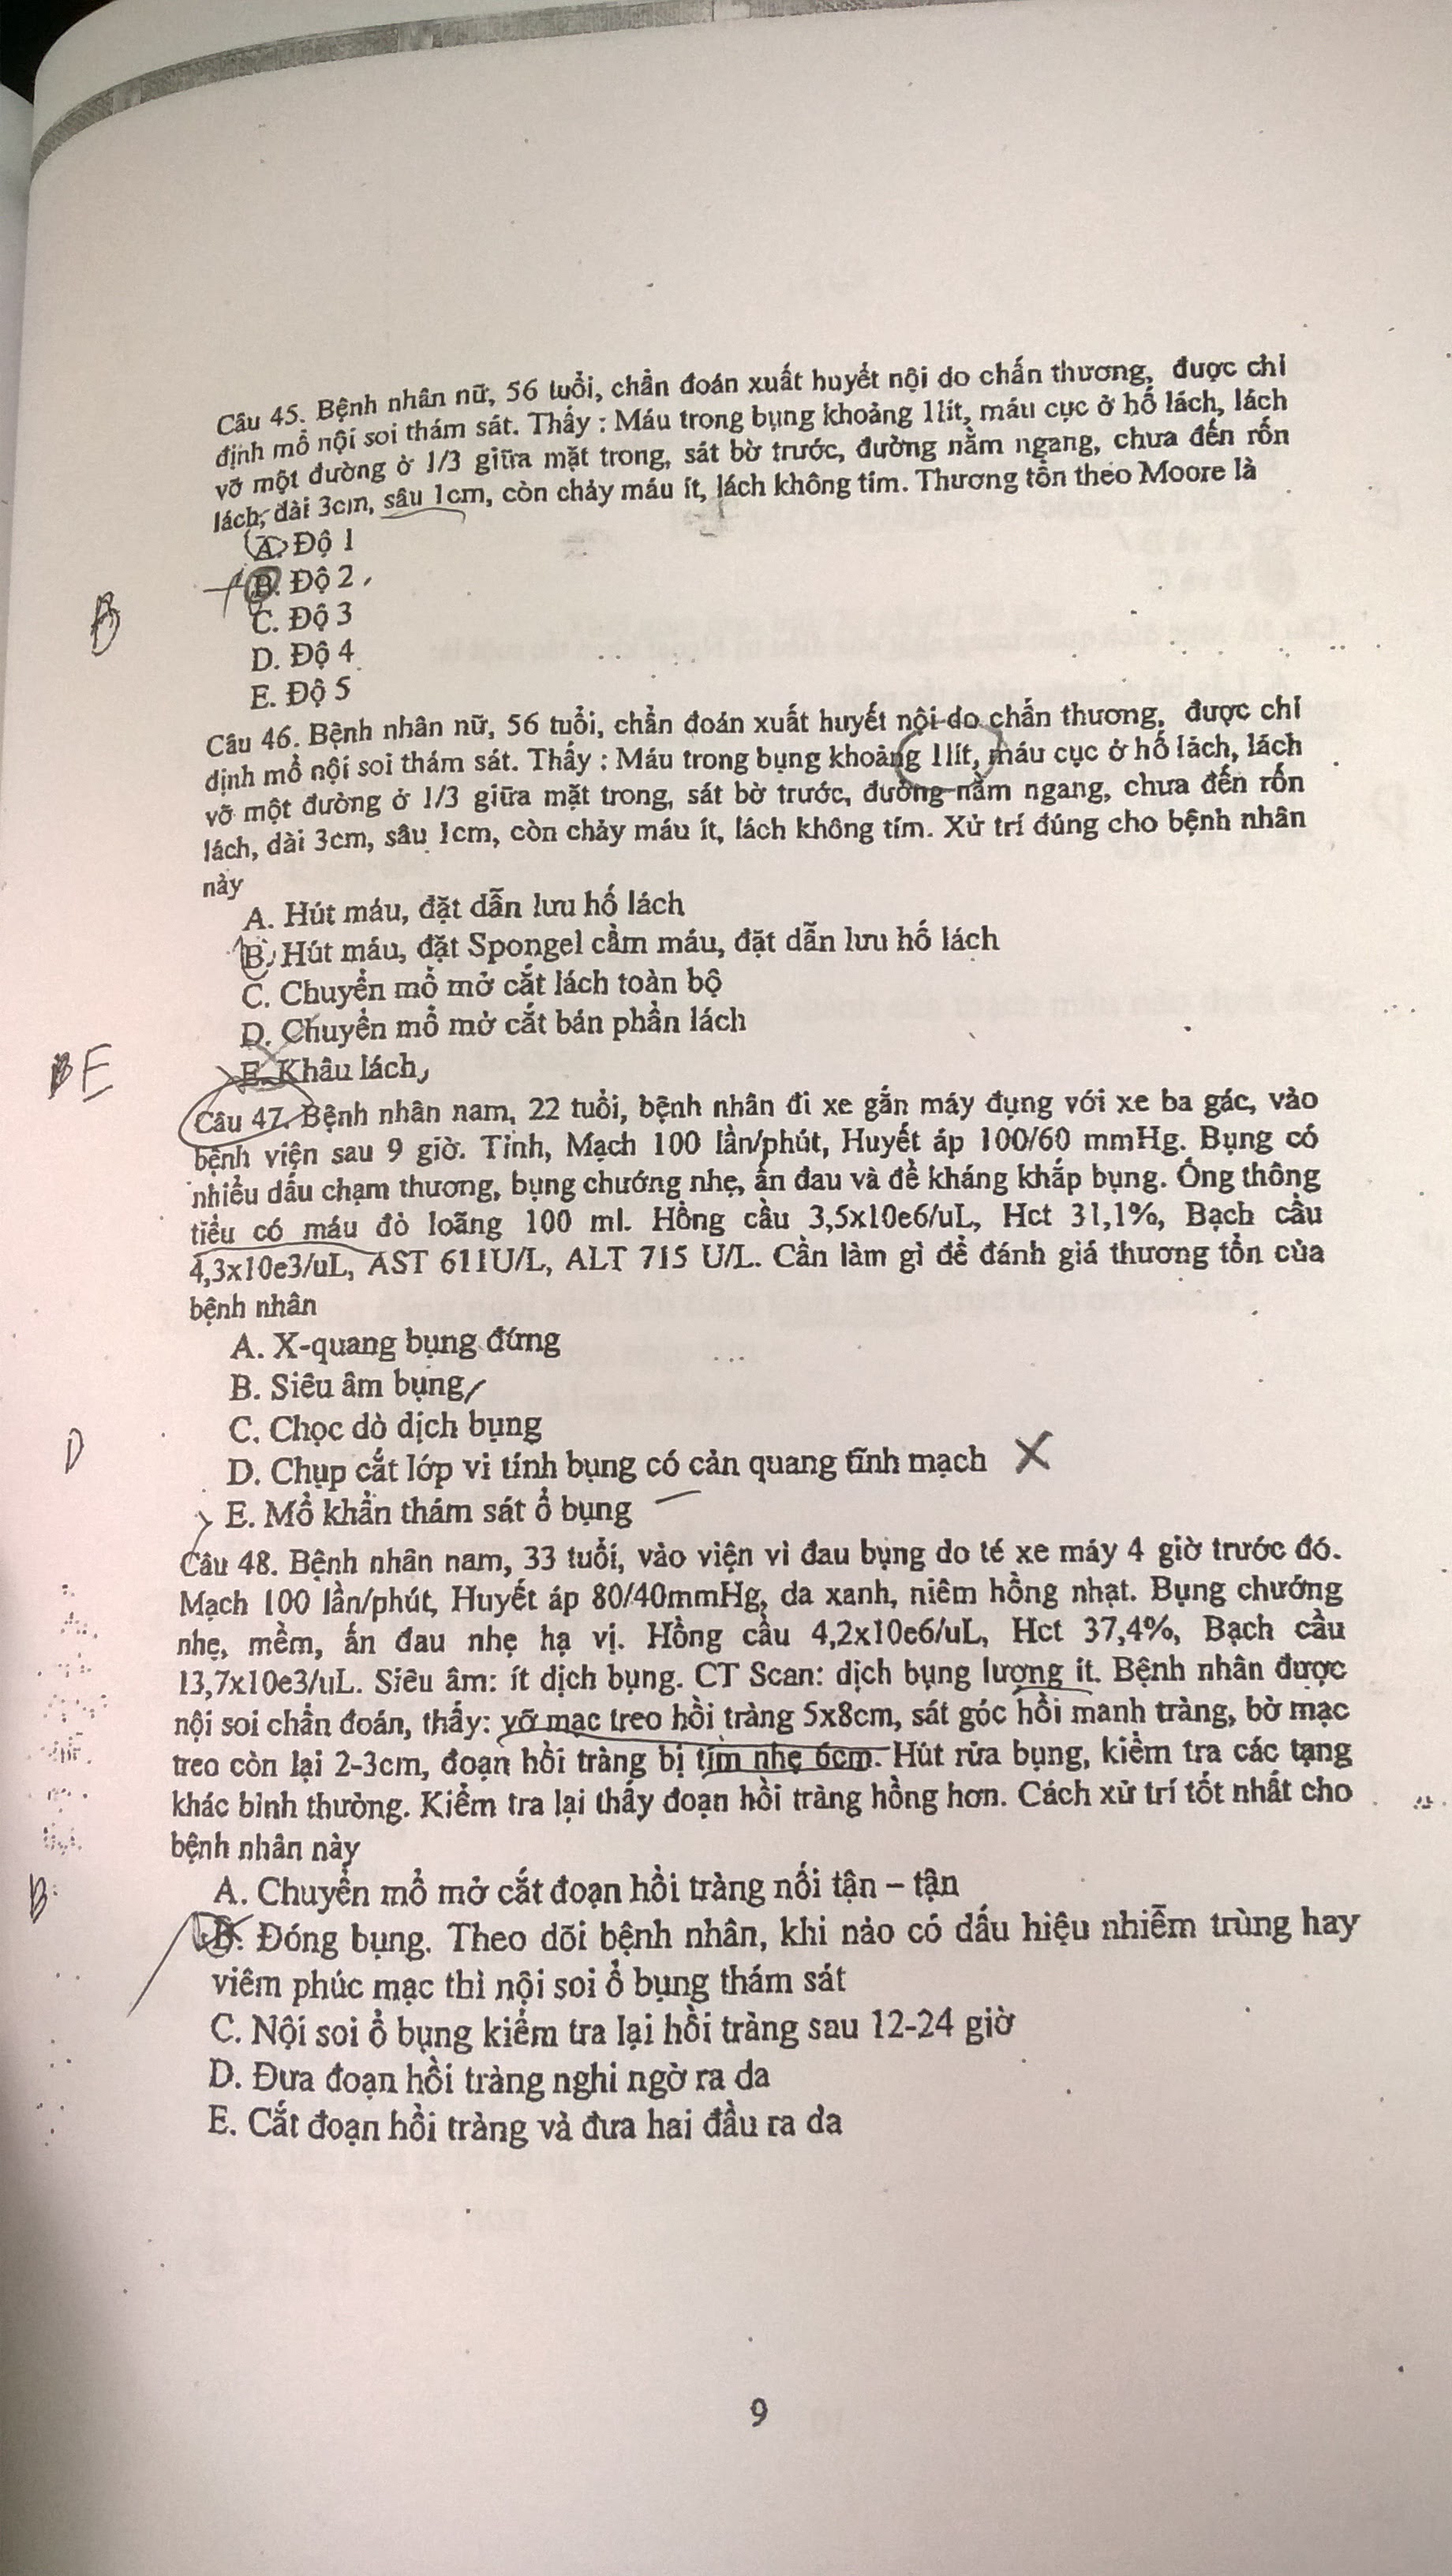 Câu 45. Bệnh nhân nữ, 56 tuổi, chẩn đoán xuất huyết nội do chấn thương, được chỉ
định mổ nội soi thám sát. Thấy : Máu trong bụng khoảng 1lít, máu cục ở hố lách, lách
vỡ một đường ở 1/3 giữa mặt trong, sát bờ trước, đường nằm ngang, chưa đến rốn
lách, dài 3cm, sâu 1cm, còn chảy máu ít, lách không tím. Thương tổn theo Moore là
A. Độ 1
B. Độ 2
B
C. Độ 3
D. Độ 4
E. Độ 5
Câu 46. Bệnh nhân nữ, 56 tuổi, chẩn đoán xuất huyết nội do chấn thương, được chỉ
định mổ nội soi thám sát. Thấy : Máu trong bụng khoảng 1lít, máu cục ở hố lách, lách
vỡ một đường ở 1/3 giữa mặt trong, sát bờ trước, đường nằm ngang, chưa đến rốn
lách, dài 3cm, sâu 1cm, còn chảy máu ít, lách không tím. Xử trí đúng cho bệnh nhân
này
A. Hút máu, đặt dẫn lưu hố lách
B. Hút máu, đặt Spongel cầm máu, đặt dẫn lưu hố lách
C. Chuyển mổ mở cắt lách toàn bộ
D. Chuyển mổ mở cắt bán phần lách
E
E. Khâu lách
Câu 47. Bệnh nhân nam, 22 tuổi, bệnh nhân đi xe gắn máy đụng với xe ba gác, vào
bệnh viện sau 9 giờ. Tỉnh, Mạch 100 lần/phút, Huyết áp 100/60 mmHg. Bụng có
nhiều dấu chạm thương, bụng chướng nhẹ, ấn đau và đề kháng khắp bụng. Ống thông
tiểu có máu đỏ loãng 100 ml. Hồng cầu 3,5x10e6/uL, Hct 31,1%, Bạch cầu
4,3x10e3/uL, AST 611U/L, ALT 715 U/L. Cần làm gì để đánh giá thương tổn của
bệnh nhân
A. X-quang bụng đứng
B. Siêu âm bụng
C. Chọc dò dịch bụng
D
D. Chụp cắt lớp vi tính bụng có cản quang tĩnh mạch
E. Mổ khẩn thám sát ổ bụng
Câu 48. Bệnh nhân nam, 33 tuổi, vào viện vì đau bụng do té xe máy 4 giờ trước đó.
Mạch 100 lần/phút, Huyết áp 80/40mmHg, da xanh, niêm hồng nhạt. Bụng chướng
nhẹ, mềm, ấn đau nhẹ hạ vị. Hồng cầu 4,2x10e6/uL, Hct 37,4%, Bạch cầu
13,7x10e3/uL. Siêu âm: ít dịch bụng. CT Scan: dịch bụng lượng ít. Bệnh nhân được
nội soi chẩn đoán, thấy: vỡ mạc treo hồi tràng 5x8cm, sát góc hồi manh tràng, bờ mạc
treo còn lại 2-3cm, đoạn hồi tràng bị tím nhẹ 6cm. Hút rửa bụng, kiểm tra các tạng
khác bình thường. Kiểm tra lại thấy đoạn hồi tràng hồng hơn. Cách xử trí tốt nhất cho
bệnh nhân này
A. Chuyển mổ mở cắt đoạn hồi tràng nối tận – tận
B
B. Đóng bụng. Theo dõi bệnh nhân, khi nào có dấu hiệu nhiễm trùng hay
viêm phúc mạc thì nội soi ổ bụng thám sát
C. Nội soi ổ bụng kiểm tra lại hồi tràng sau 12-24 giờ
D. Đưa đoạn hồi tràng nghi ngờ ra da
E. Cắt đoạn hồi tràng và đưa hai đầu ra da
9